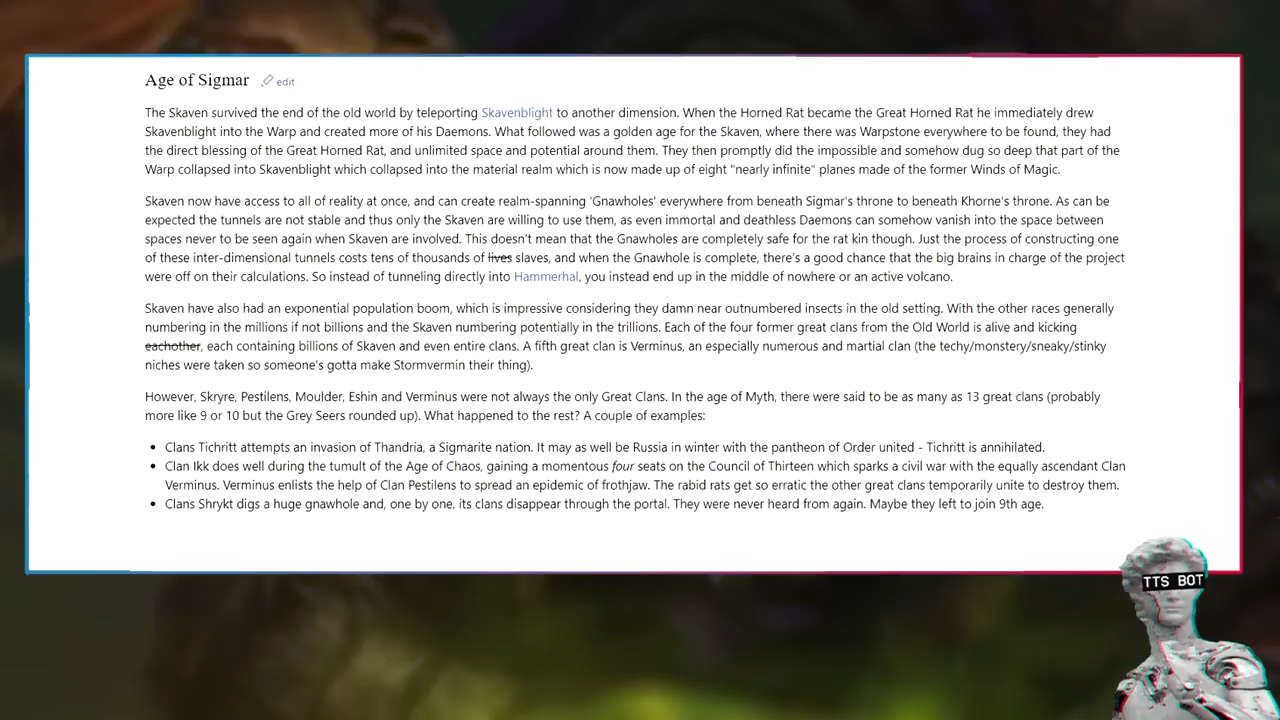 Age of Sigmar edit
The Skaven survived the end of the old world by teleporting Skavenblight to another dimension. When the Horned Rat became the Great Horned Rat he immediately drew
Skavenblight into the Warp and created more of his Daemons. What followed was a golden age for the Skaven, where there was Warpstone everywhere to be found, they had
the direct blessing of the Great Horned Rat, and unlimited space and potential around them. They then promptly did the impossible and somehow dug so deep that part of the
Warp collapsed into Skavenblight which collapsed into the material realm which is now made up of eight "nearly infinite" planes made of the former Winds of Magic.
Skaven now have access to all of reality at once, and can create realm-spanning 'Gnawholes' everywhere from beneath Sigmar's throne to beneath Khorne's throne. As can be
expected the tunnels are not stable and thus only the Skaven are willing to use them, as even immortal and deathless Daemons can somehow vanish into the space between
spaces never to be seen again when Skaven are involved. This doesn't mean that the Gnawholes are completely safe for the rat kin though. Just the process of constructing one
of these inter-dimensional tunnels costs tens of thousands of lives slaves, and when the Gnawhole is complete, there's a good chance that the big brains in charge of the project
were off on their calculations. So instead of tunneling directly into Hammerhal, you instead end up in the middle of nowhere or an active volcano.
Skaven have also had an exponential population boom, which is impressive considering they damn near outnumbered insects in the old setting. With the other races generally
numbering in the millions if not billions and the Skaven numbering potentially in the trillions. Each of the four former great clans from the Old World is alive and kicking
eachother, each containing billions of Skaven and even entire clans. A fifth great clan is Verminus, an especially numerous and martial clan (the techy/monstery/sneaky/stinky
niches were taken so someone's gotta make Stormvermin their thing).
However, Skryre, Pestilens, Moulder, Eshin and Verminus were not always the only Great Clans. In the age of Myth, there were said to be as many as 13 great clans (probably
more like 9 or 10 but the Grey Seers rounded up). What happened to the rest? A couple of examples:
• Clans Tichritt attempts an invasion of Thandria, a Sigmarite nation. It may as well be Russia in winter with the pantheon of Order united - Tichritt is annihilated.
• Clan Ikk does well during the tumult of the Age of Chaos, gaining a momentous four seats on the Council of Thirteen which sparks a civil war with the equally ascendant Clan
Verminus. Verminus enlists the help of Clan Pestilens to spread an epidemic of frothjaw. The rabid rats get so erratic the other great clans temporarily unite to destroy them.
• Clans Shrykt digs a huge gnawhole and, one by one, its clans disappear through the portal. They were never heard from again. Maybe they left to join 9th age.
TTS BOT